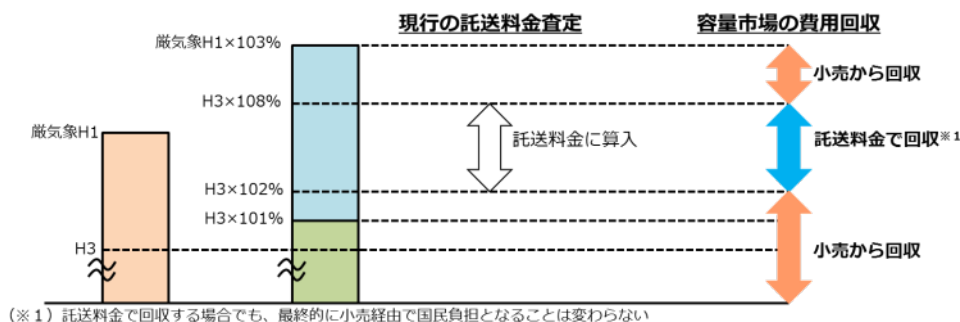 現行の託送料金査定
容量市場の費用回収
厳気象H1×103%
小売から回収
H3×108%
厳気象H1
託送料金に算入
託送料金で回収※1
H3×102%
H3×101%
H3
小売から回収
(※1)託送料金で回収する場合でも、最終的に小売経由で国民負担となることは変わらない